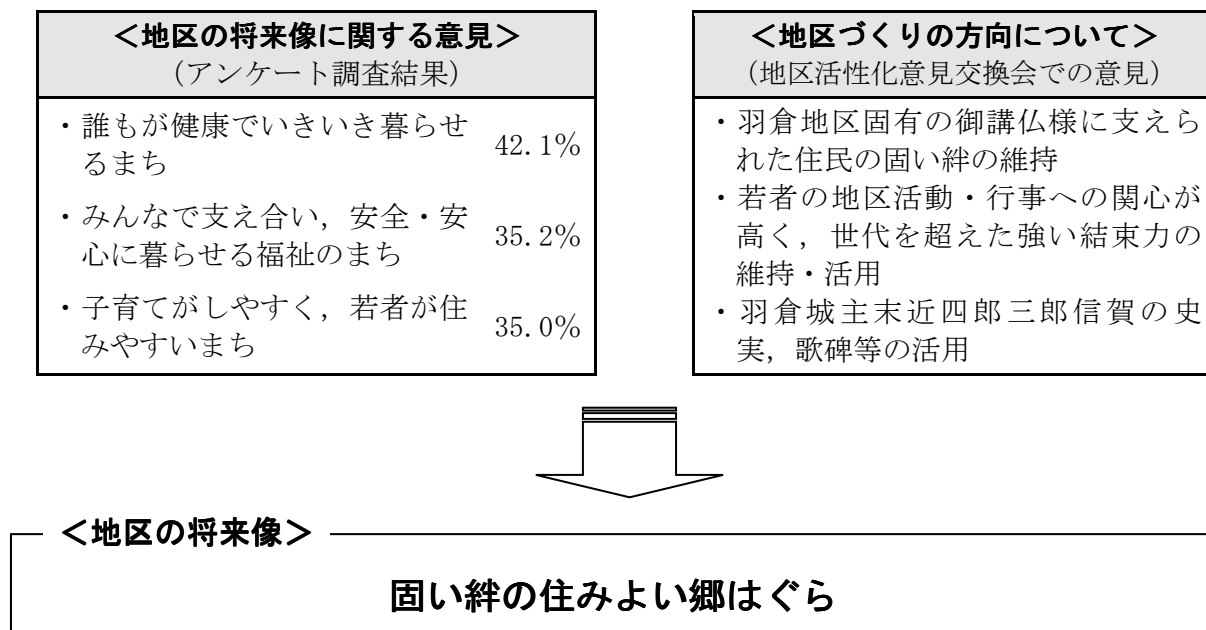 ＜地区の将来像に関する意見＞
（アンケート調査結果）
・誰もが健康でいきいき暮らせ
るまち
42.1%
・みんなで支え合い，安全・安
心に暮らせる福祉のまち
35.2%
・子育てがしやすく，若者が住
みやすいまち
35.0%
＜地区づくりの方向について＞
（地区活性化意見交換会での意見）
・羽倉地区固有の御講仏様に支えら
れた住民の固い絆の維持
・若者の地区活動・行事への関心が
高く，世代を超えた強い結束力の
維持・活用
・羽倉城主末近四郎三郎信賀の史
実，歌碑等の活用
＜地区の将来像＞
固い絆の住みよい郷はぐら